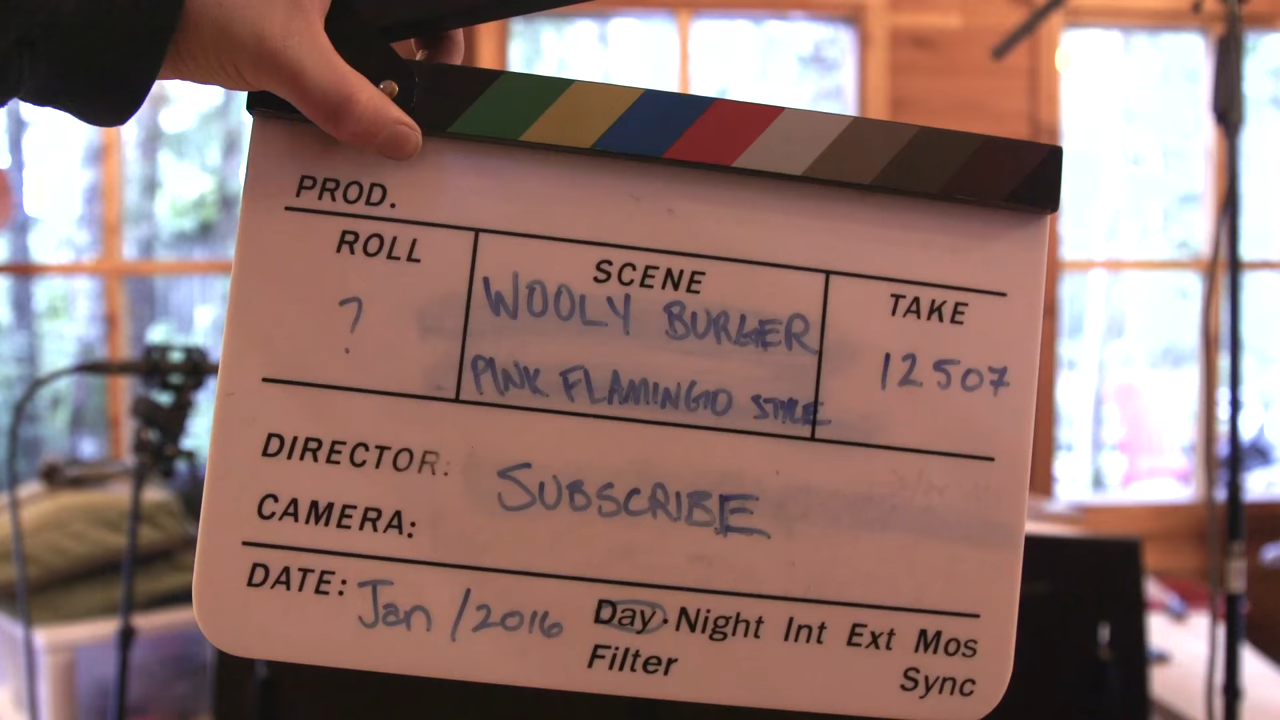 PROD.
ROLL
SCENE
TAKE
?
WOOLY BURGER
PINK FLAMINGIO STYLE
12507
DIRECTOR:
SUBSCRIBE
CAMERA:
DATE: Jan / 2016
Day • Night Int Ext Mos
Filter Sync